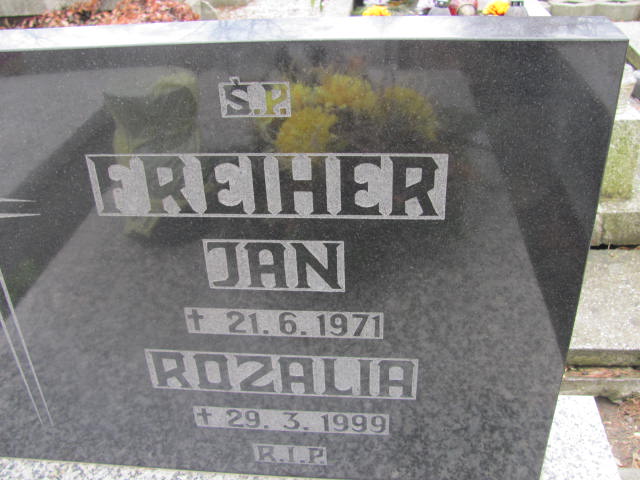 Ś.P.
FREIHER
JAN
✝ 21.6.1971
ROZALIA
✝ 29.3.1999
R.I.P.